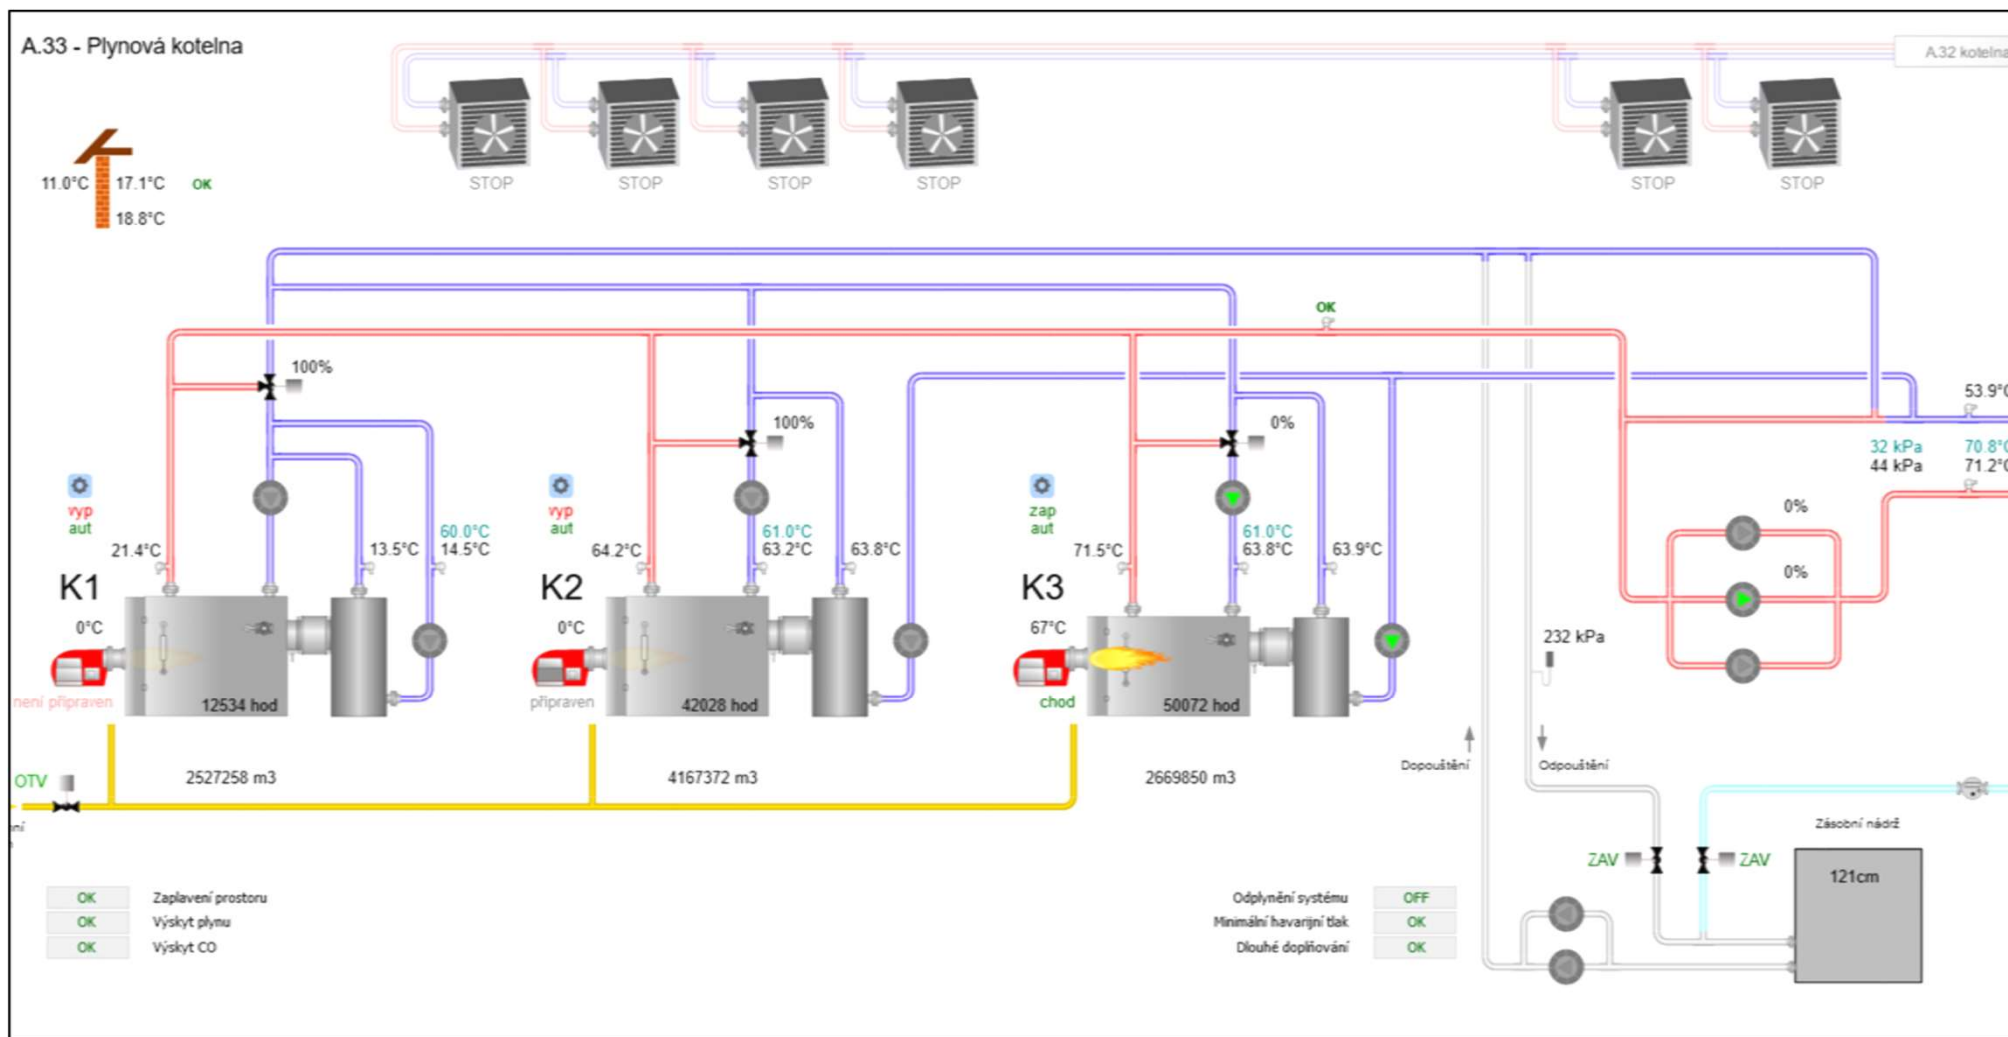 A.33 - Plynová kotelna
A.32 kotelna
STOP
STOP
STOP
STOP
STOP
STOP
11.0°C
17.1°C
OK
18.8°C
OK
100%
100%
0%
53.9°C
32 kPa
70.8°C
44 kPa
71.2°C
vyp
aut
vyp
aut
zap
aut
0%
0%
21.4°C
13.5°C
60.0°C
14.5°C
64.2°C
61.0°C
63.2°C
63.8°C
71.5°C
61.0°C
63.8°C
63.9°C
K1
K2
K3
0°C
0°C
67°C
232 kPa
není připraven
12534 hod
připraven
42028 hod
chod
50072 hod
Dopouštění
Odpouštění
OTV
2527258 m3
4167372 m3
2669850 m3
Zásobní nádrž
ZAV
ZAV
121cm
OK Zaplavení prostoru
OK Výskyt plynu
OK Výskyt CO
Odplynění systému OFF
Minimální havarijní tlak OK
Dlouhé doplňování OK